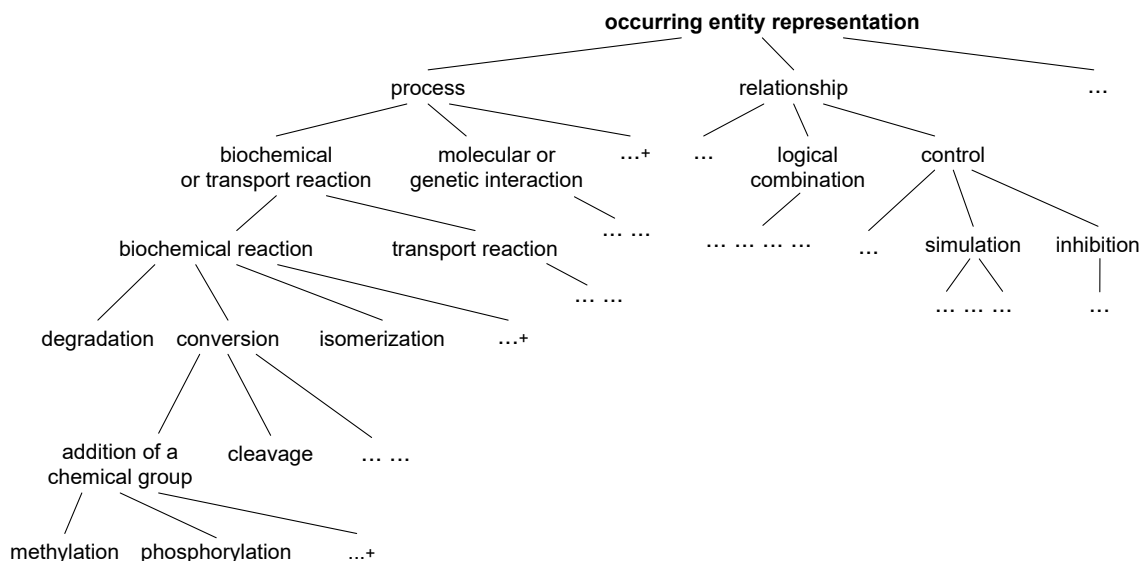 occurring entity representation
process
relationship
...
biochemical
or transport reaction
molecular or
genetic interaction
...+
...
logical
combination
control
biochemical reaction
transport reaction
... ...
... ... ... ...
...
simulation
inhibition
... ...
... ... ...
...
degradation
conversion
isomerization
...+
addition of a
chemical group
cleavage
... ...
methylation
phosphorylation
...+